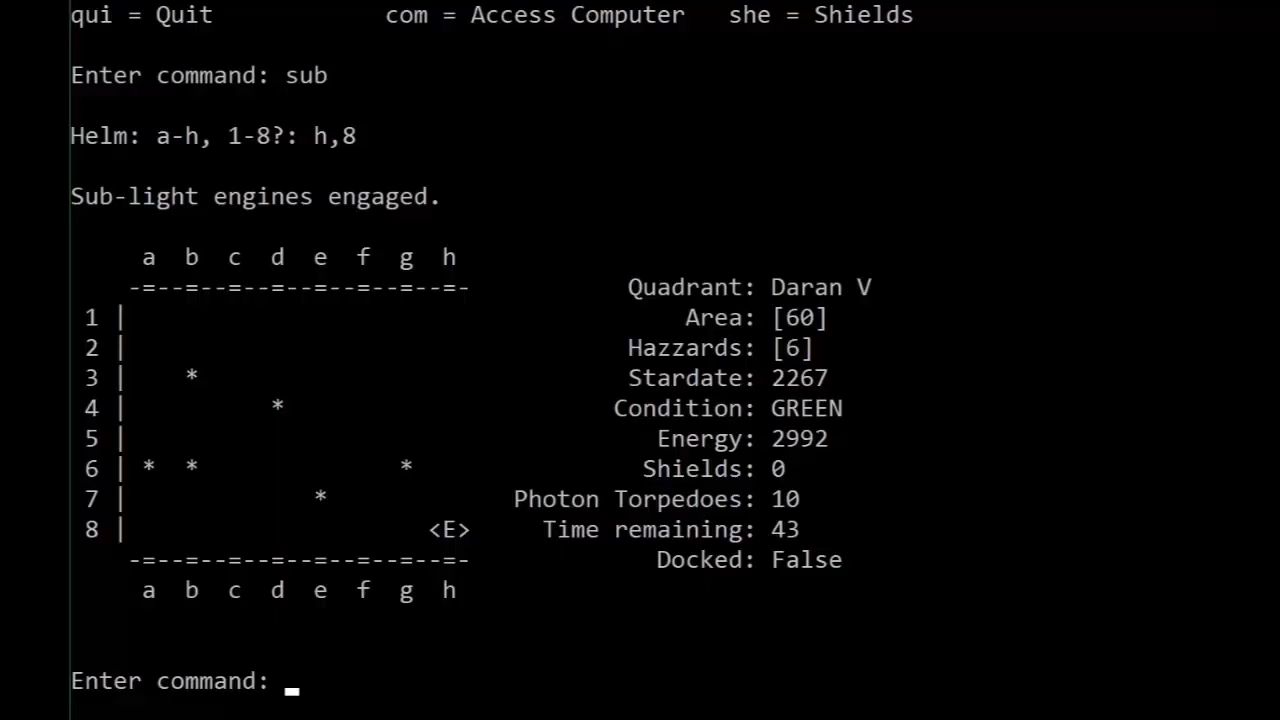 qui = Quit            com = Access Computer   she = Shields
Enter command: sub
Helm: a-h, 1-8?: h,8
Sub-light engines engaged.
     a  b  c  d  e  f  g  h
    -=--=--=--=--=--=--=--=-           Quadrant: Daran V
 1 |                                       Area: [60]
 2 |                                   Hazzards: [6]
 3 |    *                              Stardate: 2267
 4 |          *                       Condition: GREEN
 5 |                                     Energy: 2992
 6 | *  *              *                Shields: 0
 7 |             *             Photon Torpedoes: 10
 8 |                     <E>     Time remaining: 43
    -=--=--=--=--=--=--=--=-             Docked: False
     a  b  c  d  e  f  g  h
Enter command: